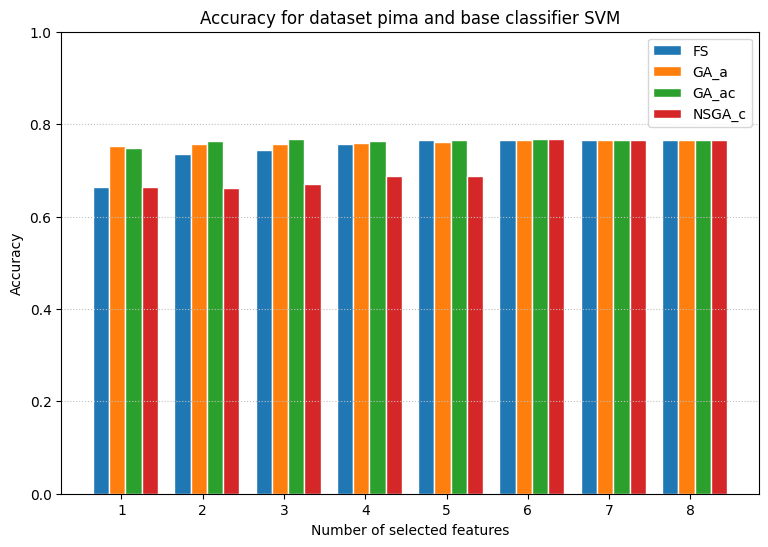 Accuracy for dataset pima and base classifier SVM
FS
GA_a
GA_ac
NSGA_c
Accuracy
1.0
0.8
0.6
0.4
0.2
0.0
1 2 3 4 5 6 7 8
Number of selected features